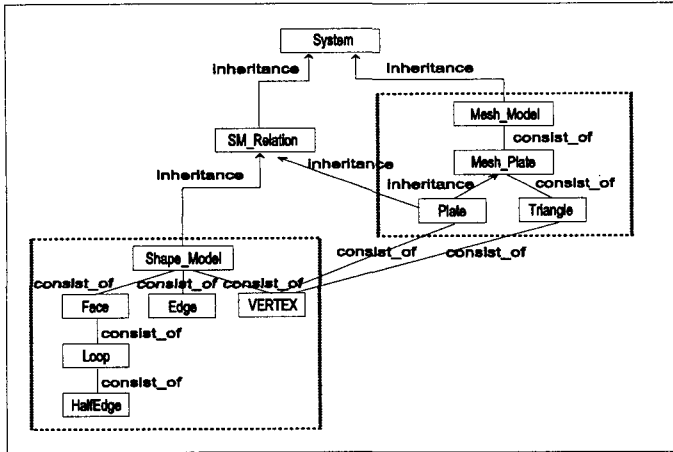 System
inheritance
inheritance
Mesh_Model
consist_of
SM_Relation
inheritance
Mesh_Plate
inheritance
inheritance
consist_of
Plate
Triangle
consist_of
consist_of
Shape_Model
consist_of
consist_of
consist_of
Face
Edge
VERTEX
consist_of
Loop
consist_of
HalfEdge